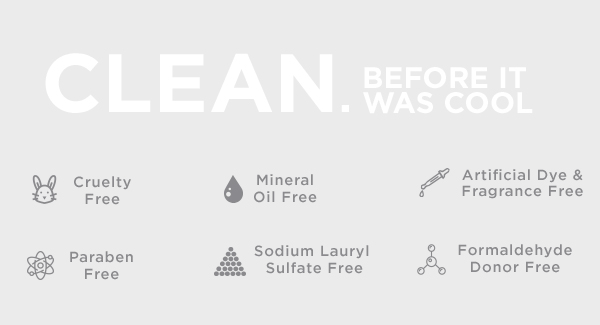 CLEAN. BEFORE IT
WAS COOL
Cruelty
Free
Mineral
Oil Free
Artificial Dye &
Fragrance Free
Paraben
Free
Sodium Lauryl
Sulfate Free
Formaldehyde
Donor Free